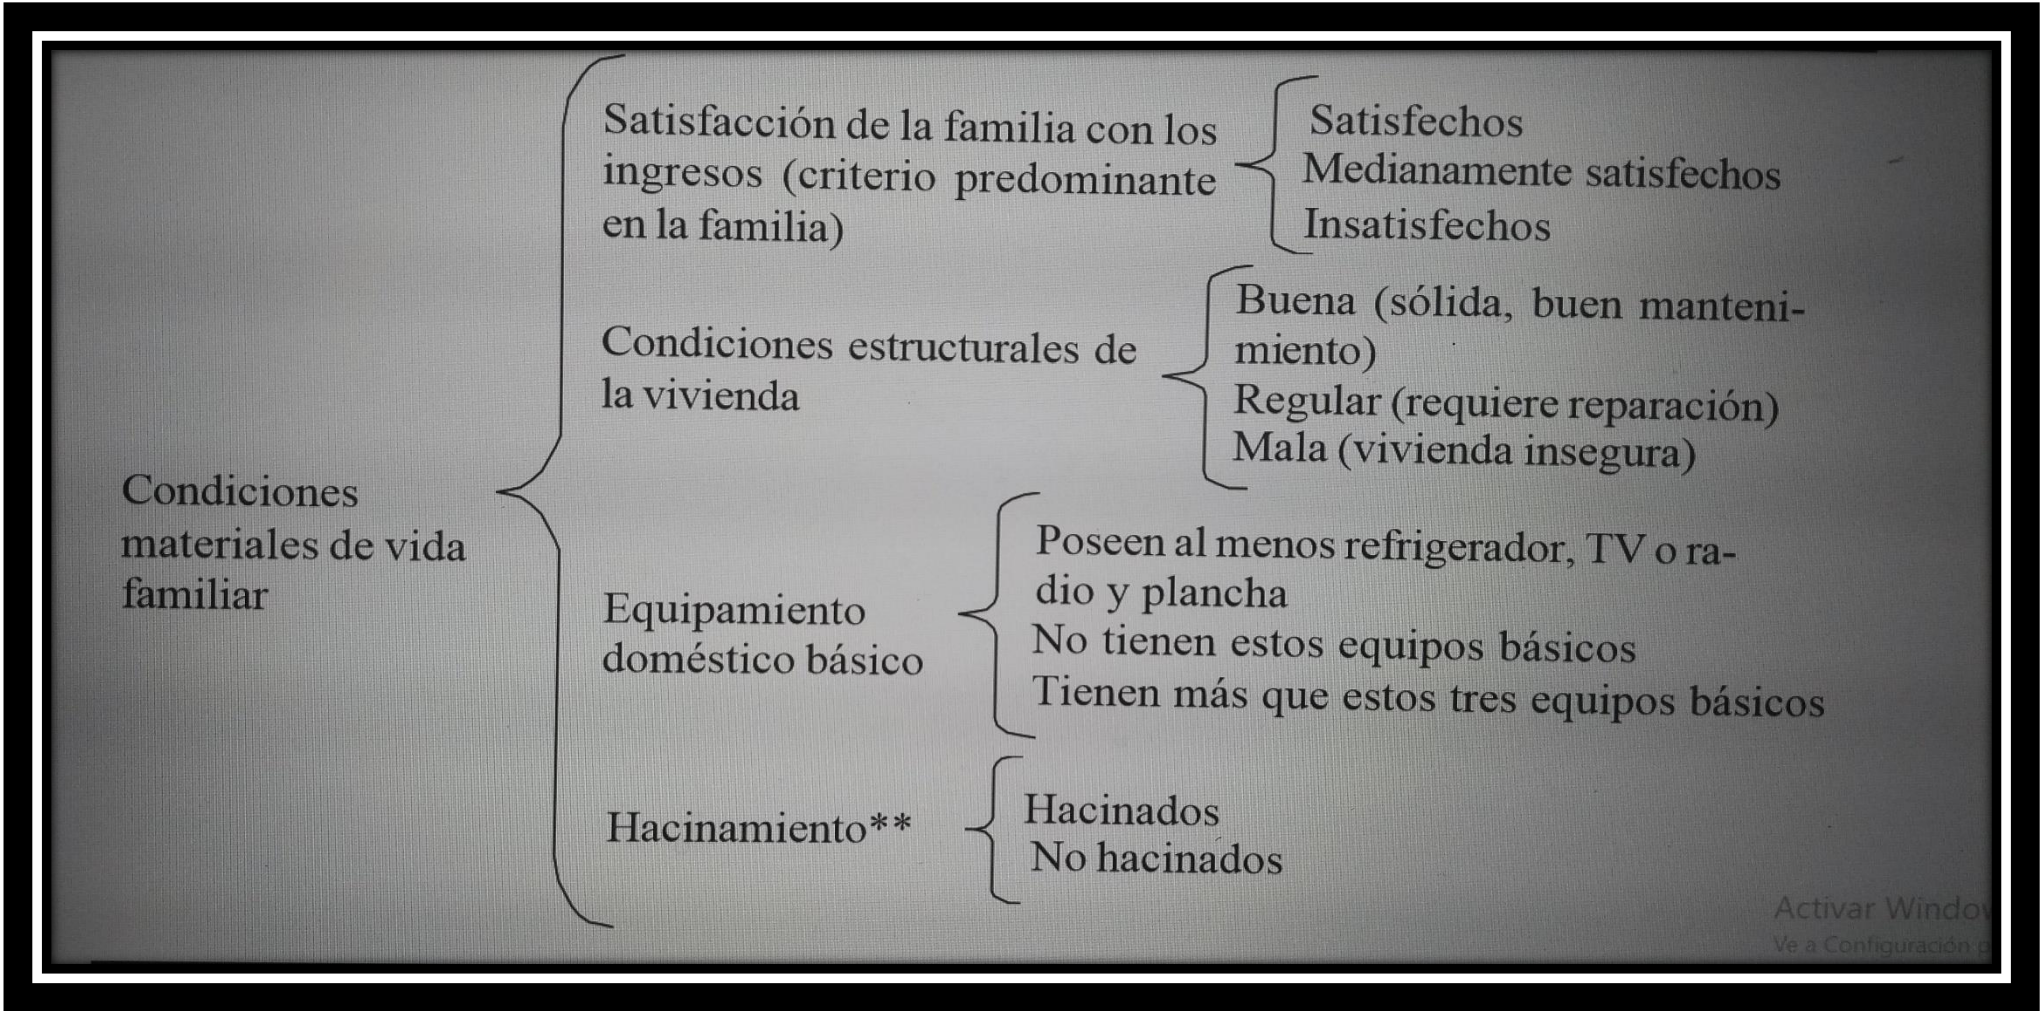 Condiciones
materiales de vida
familiar
Satisfacción de la familia con los
ingresos (criterio predominante
en la familia)
Satisfechos
Medianamente satisfechos
Insatisfechos
Condiciones estructurales de
la vivienda
Buena (sólida, buen manteni-
miento)
Regular (requiere reparación)
Mala (vivienda insegura)
Equipamiento
doméstico básico
Poseen al menos refrigerador, TV o ra-
dio y plancha
No tienen estos equipos básicos
Tienen más que estos tres equipos básicos
Hacinamiento**
Hacinados
No hacinados
Activar Window
Ve a Configuración p